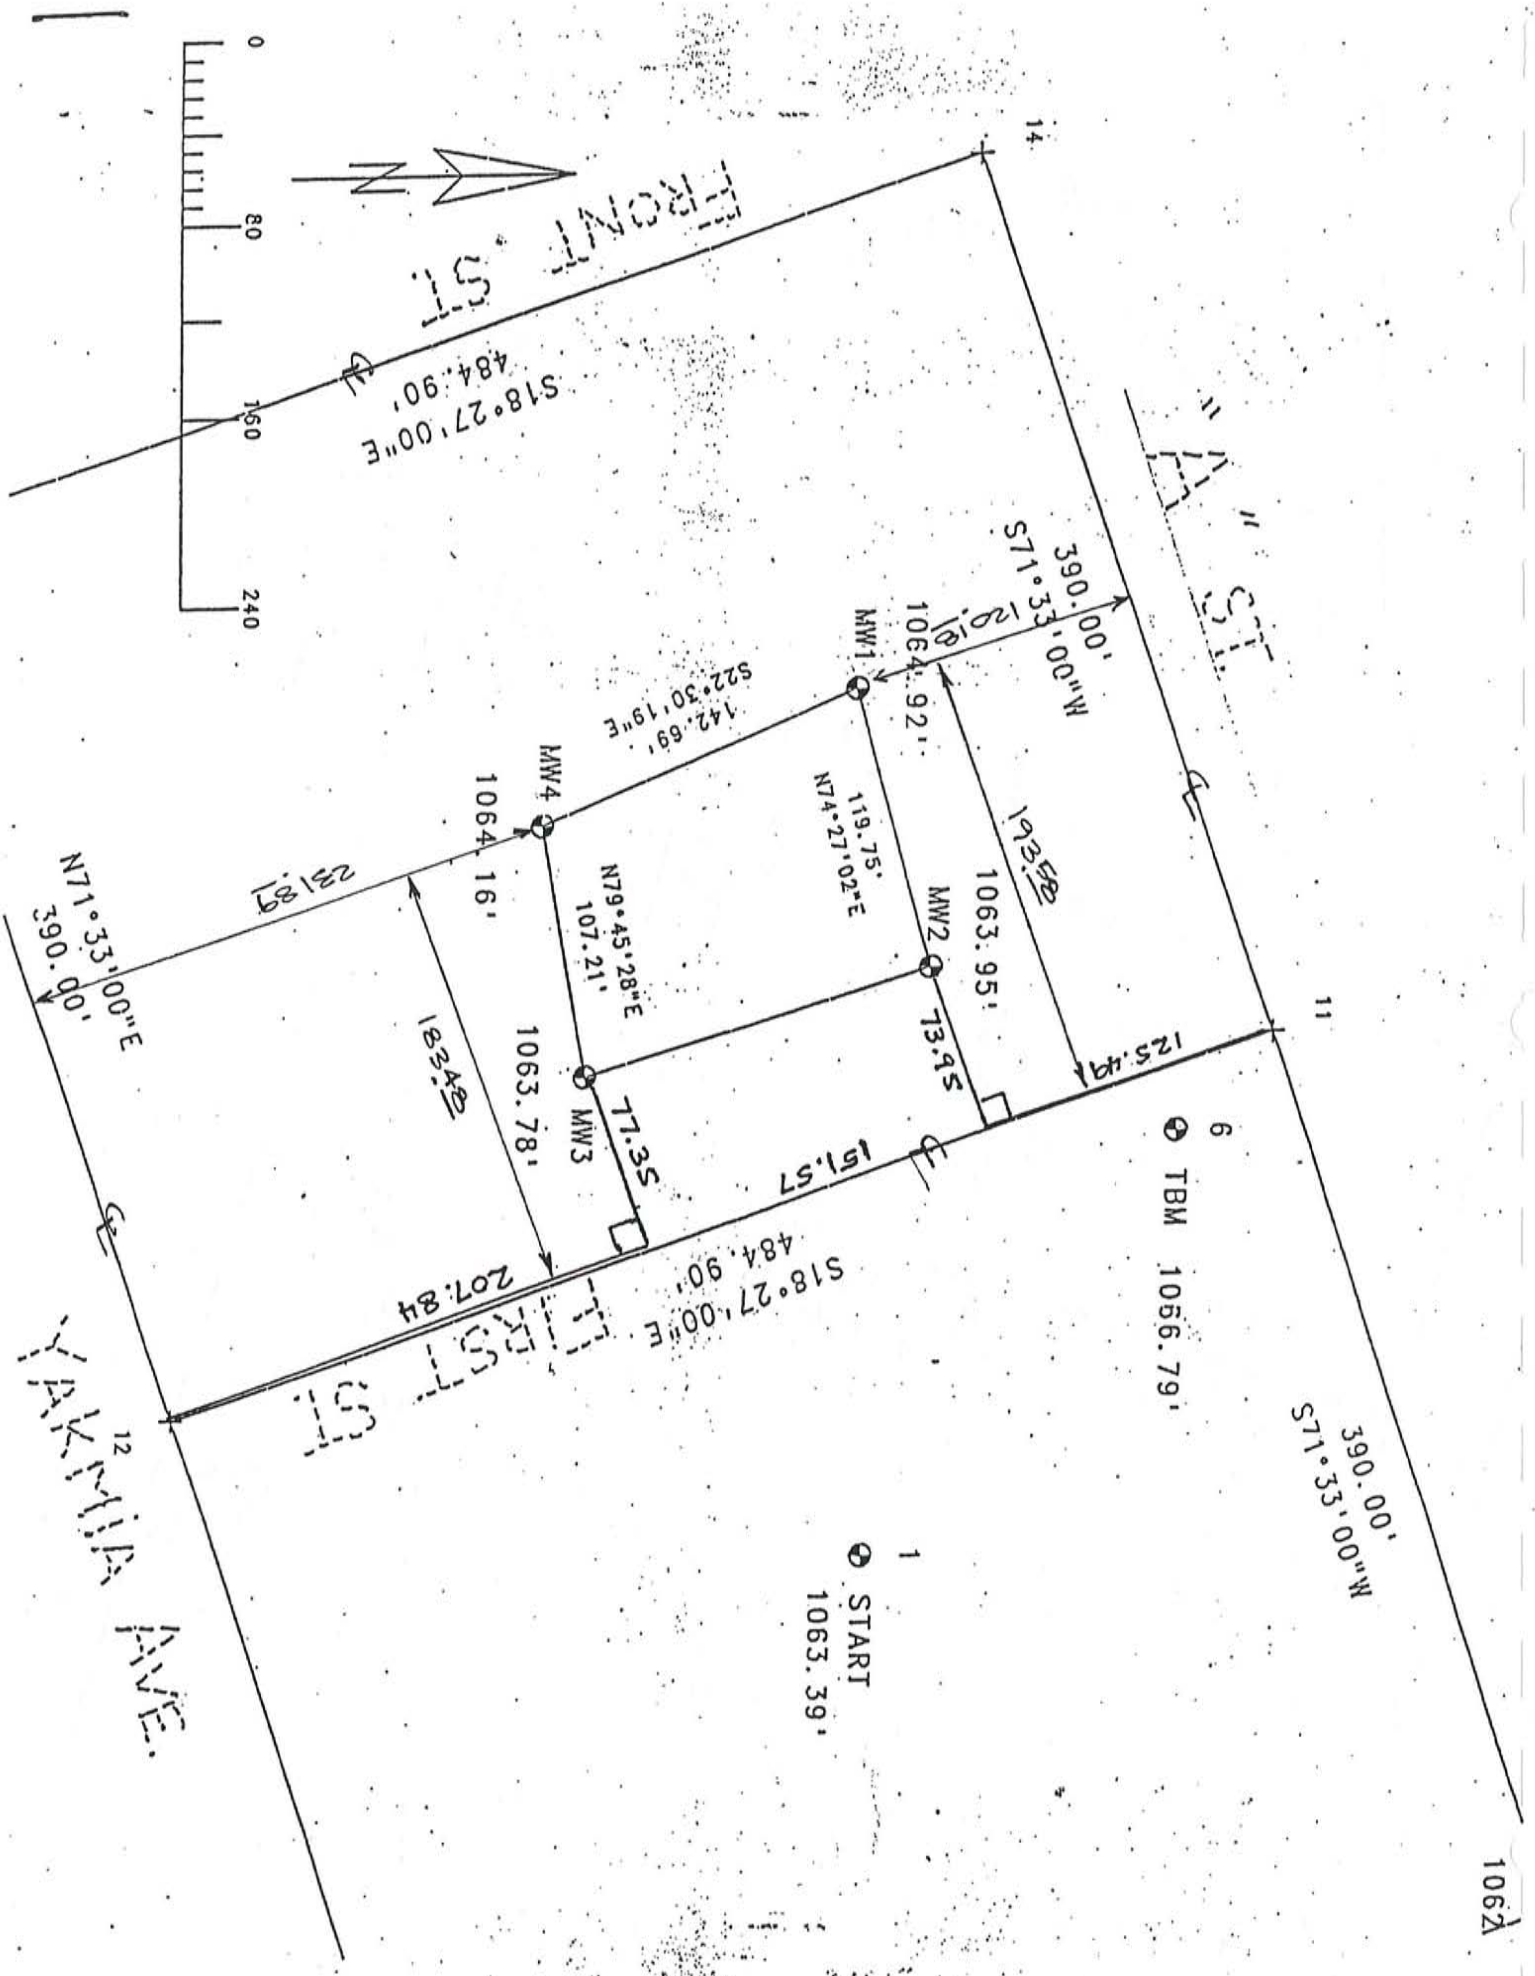 0
80
160
240
N
14
FRONT ST.
S18°27'00"E
484.90'
"A" ST.
390.00'
S71°33'00"W
120.
MW1
1064.92'
193.58
11
125.49
S22°30'19"E
142.69'
119.75'
N74°27'02"E
MW2
1063.95'
73.95
6
TBM 1066.79'
MW4
1064.16'
N79°45'28"E
107.21'
MW3
1063.78'
77.35
151.57
183.48
231.89
S18°27'00"E
484.90'
FIRST ST.
207.84
N71°33'00"E
390.00'
12
YAKMIA AVE.
1
START
1063.39'
390.00'
S71°33'00"W
1062